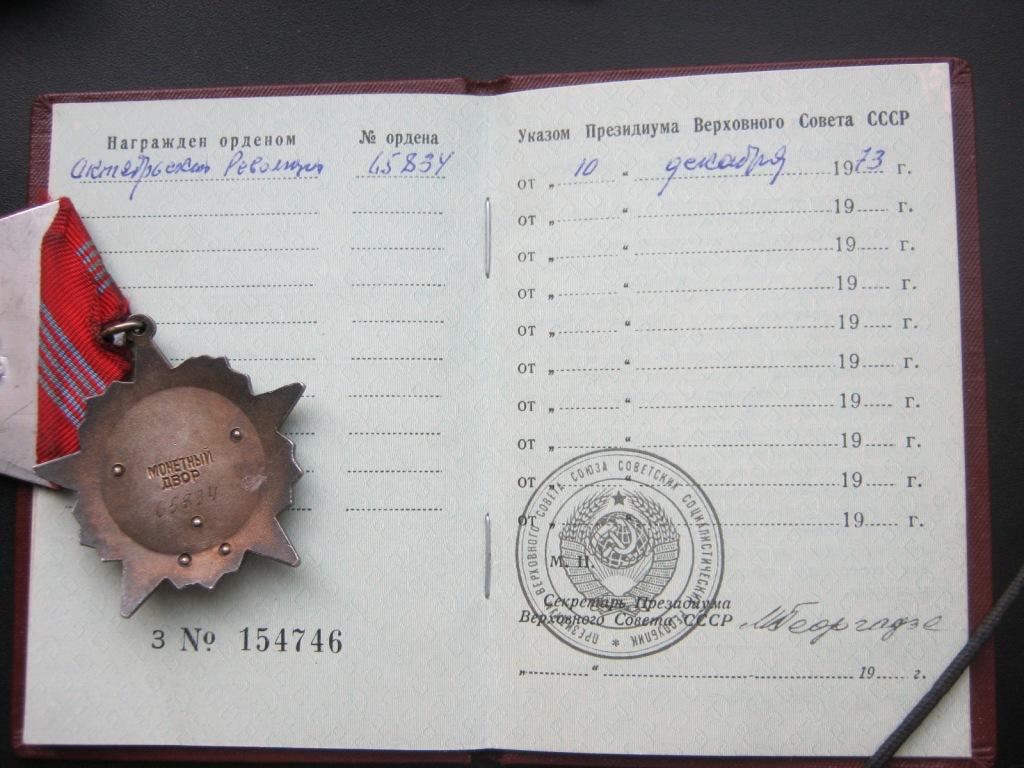 Награжден орденом № ордена
Октябрьской Революции 65834
МОНЕТНЫЙ
ДВОР
65834
З № 154746
Указом Президиума Верховного Совета СССР
от „ 10 “ декабря 1973 г.
от „ “ 19 г.
от „ “ 19 г.
от „ “ 19 г.
от „ “ 19 г.
от „ “ 19 г.
от „ “ 19 г.
от „ “ 19 г.
от „ “ 19 г.
от „ “ 19 г.
ПРЕЗИДИУМ ВЕРХОВНОГО СОВЕТА СОЮЗА СОВЕТСКИХ СОЦИАЛИСТИЧЕСКИХ РЕСПУБЛИК
М. П.
Секретарь Президиума
Верховного Совета СССР М Георгадзе
„ “ 19 г.